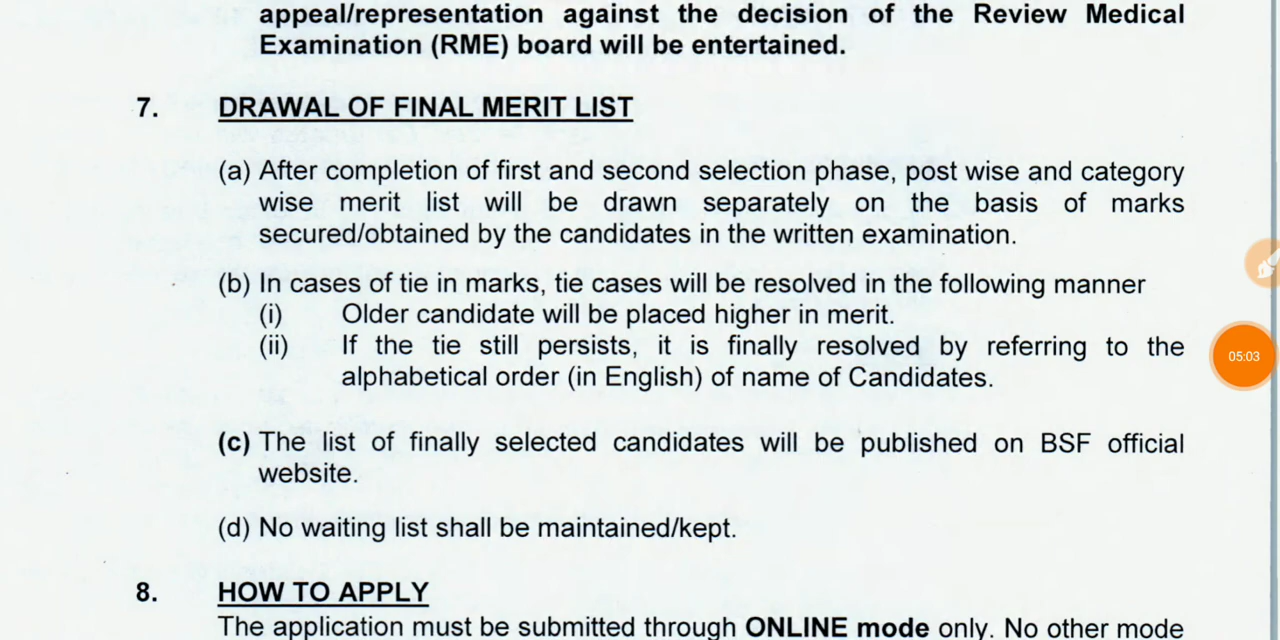 appeal/representation against the decision of the Review Medical
Examination (RME) board will be entertained.
7. DRAWAL OF FINAL MERIT LIST
(a) After completion of first and second selection phase, post wise and category
wise merit list will be drawn separately on the basis of marks
secured/obtained by the candidates in the written examination.
(b) In cases of tie in marks, tie cases will be resolved in the following manner
(i) Older candidate will be placed higher in merit.
(ii) If the tie still persists, it is finally resolved by referring to the
alphabetical order (in English) of name of Candidates.
05:03
(c) The list of finally selected candidates will be published on BSF official
website.
(d) No waiting list shall be maintained/kept.
8. HOW TO APPLY
The application must be submitted through ONLINE mode only. No other mode